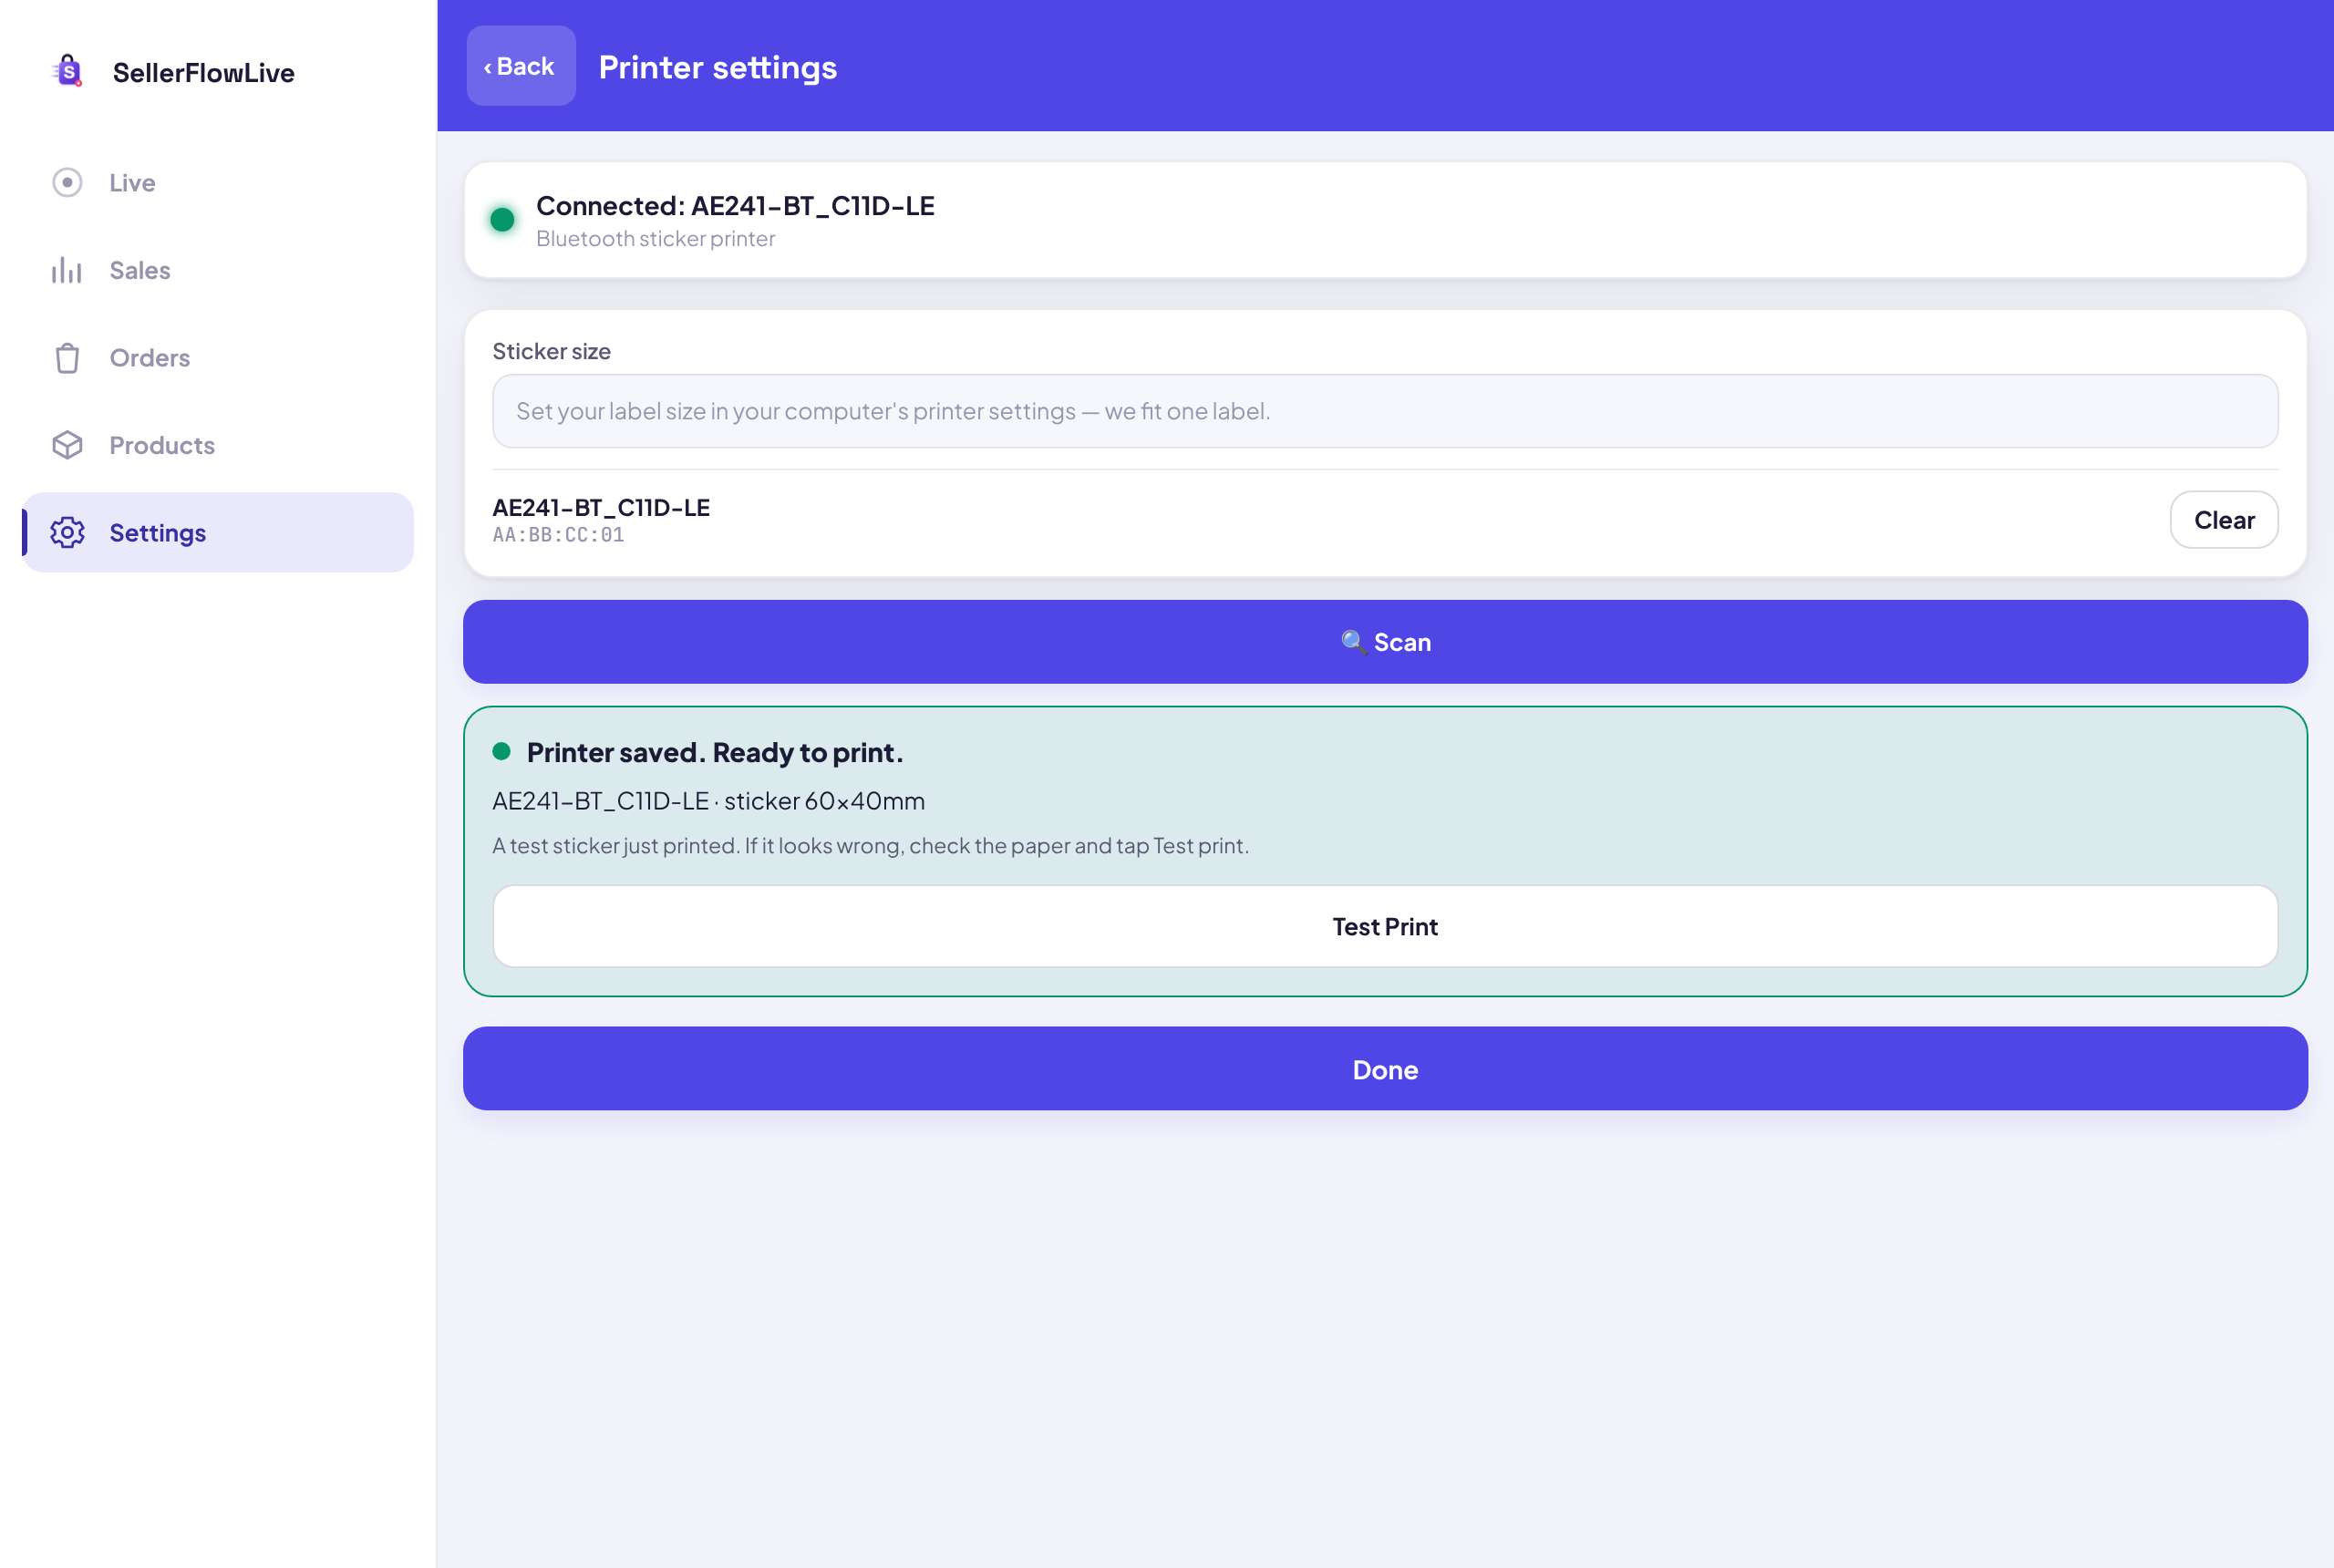 SellerFlowLive
Live
Sales
Orders
Products
Settings
‹ Back
Printer settings
Connected: AE241-BT_C11D-LE
Bluetooth sticker printer
Sticker size
Set your label size in your computer's printer settings — we fit one label.
AE241-BT_C11D-LE
AA:BB:CC:01
Clear
🔍 Scan
Printer saved. Ready to print.
AE241-BT_C11D-LE · sticker 60×40mm
A test sticker just printed. If it looks wrong, check the paper and tap Test print.
Test Print
Done